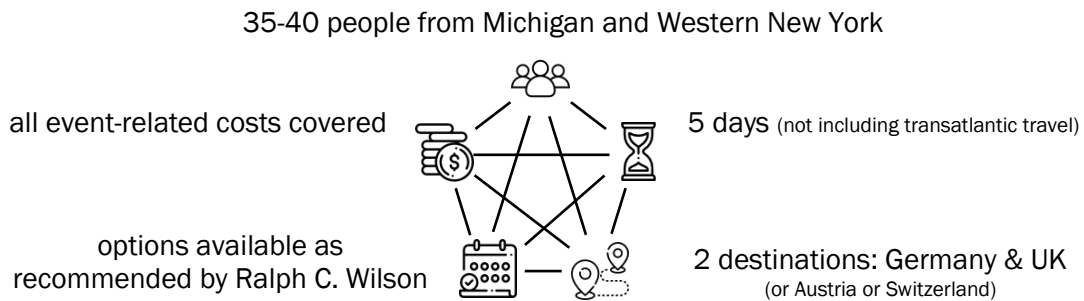 35-40 people from Michigan and Western New York
all event-related costs covered
$
5 days (not including transatlantic travel)
options available as
recommended by Ralph C. Wilson
2 destinations: Germany & UK
(or Austria or Switzerland)